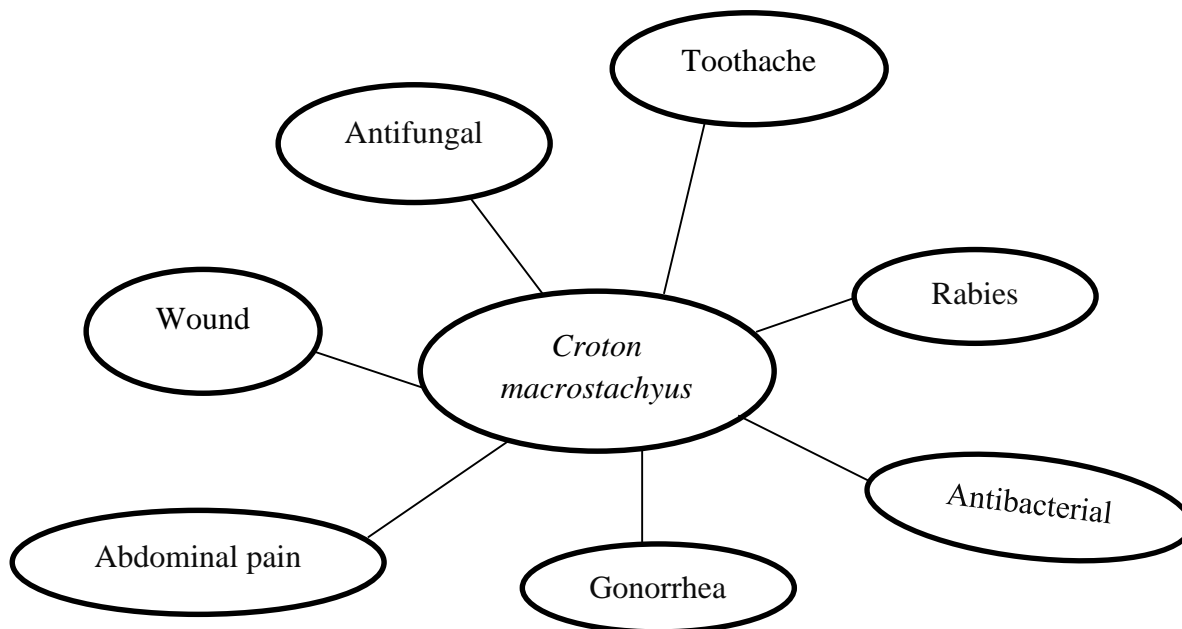 Toothache
Antifungal
Rabies
Wound
Croton
macrostachyus
Antibacterial
Abdominal pain
Gonorrhea